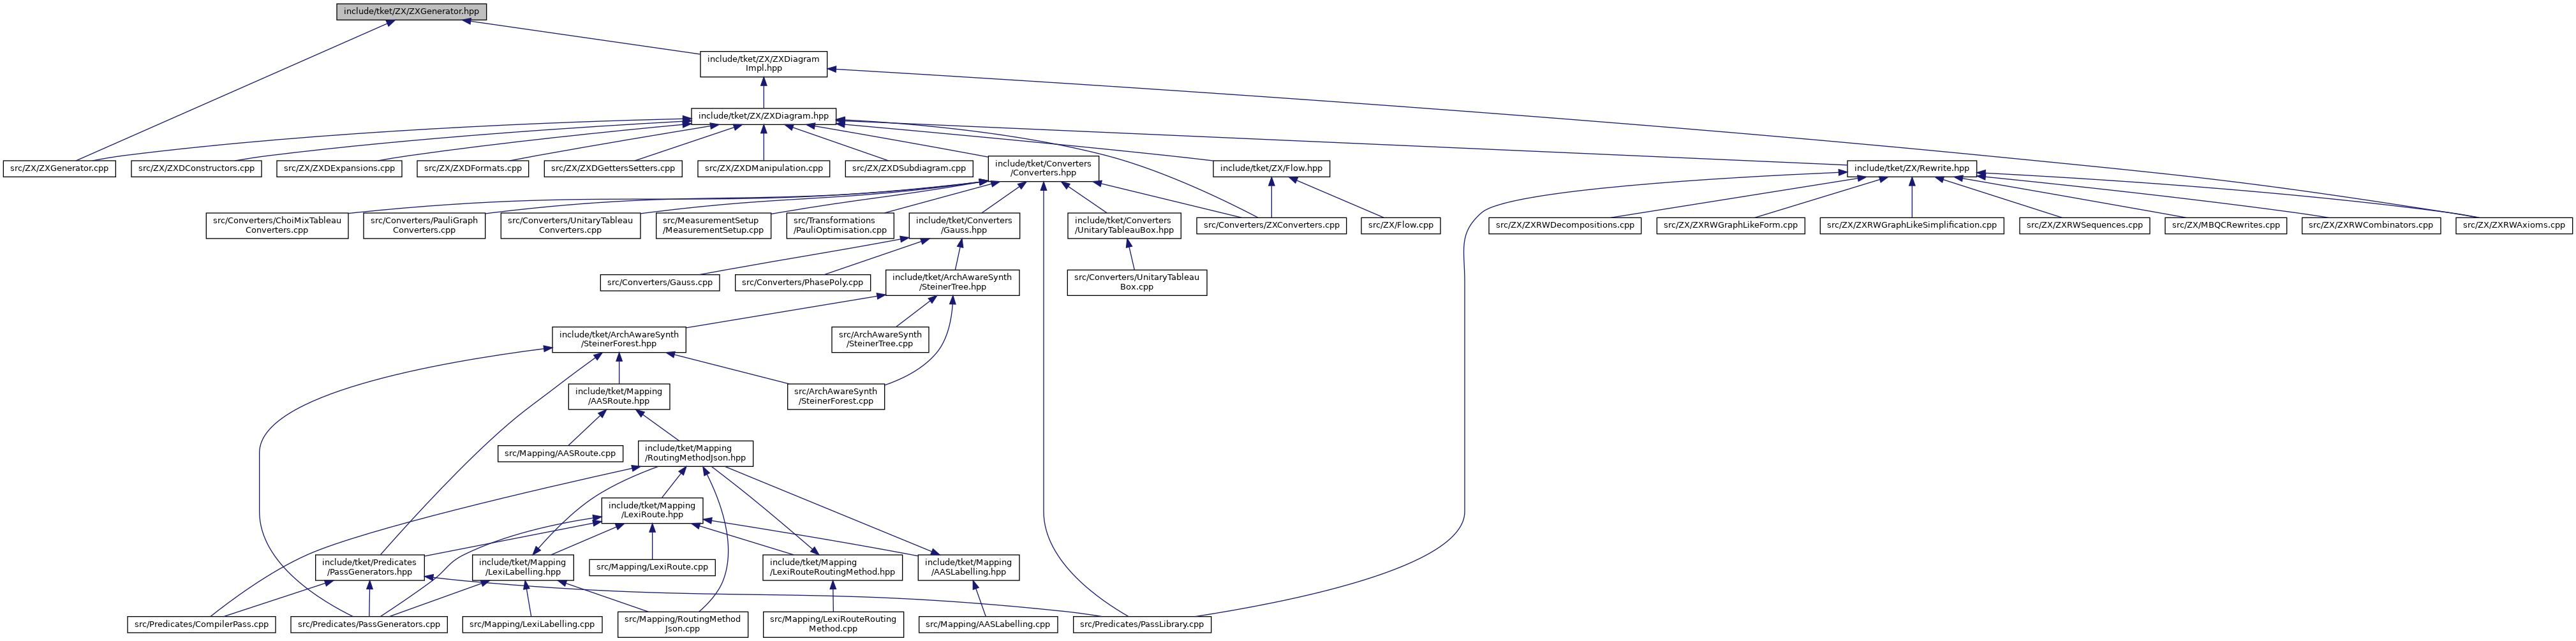 include/tket/ZX/ZXGenerator.hpp
include/tket/ZX/ZXDiagram
Impl.hpp
include/tket/ZX/ZXDiagram.hpp
src/ZX/ZXGenerator.cpp
src/ZX/ZXDConstructors.cpp
src/ZX/ZXDExpansions.cpp
src/ZX/ZXDFormats.cpp
src/ZX/ZXDGettersSetters.cpp
src/ZX/ZXDManipulation.cpp
src/ZX/ZXDSubdiagram.cpp
include/tket/Converters
/Converters.hpp
include/tket/ZX/Flow.hpp
include/tket/ZX/Rewrite.hpp
src/Converters/ChoiMixTableau
Converters.cpp
src/Converters/PauliGraph
Converters.cpp
src/Converters/UnitaryTableau
Converters.cpp
src/MeasurementSetup
/MeasurementSetup.cpp
src/Transformations
/PauliOptimisation.cpp
include/tket/Converters
/Gauss.hpp
include/tket/Converters
/UnitaryTableauBox.hpp
src/Converters/ZXConverters.cpp
src/ZX/Flow.cpp
src/ZX/ZXRWDecompositions.cpp
src/ZX/ZXRWGraphLikeForm.cpp
src/ZX/ZXRWGraphLikeSimplification.cpp
src/ZX/ZXRWSequences.cpp
src/ZX/MBQCRewrites.cpp
src/ZX/ZXRWCombinators.cpp
src/ZX/ZXRWAxioms.cpp
src/Converters/Gauss.cpp
src/Converters/PhasePoly.cpp
include/tket/ArchAwareSynth
/SteinerTree.hpp
src/Converters/UnitaryTableau
Box.cpp
include/tket/ArchAwareSynth
/SteinerForest.hpp
src/ArchAwareSynth
/SteinerTree.cpp
include/tket/Mapping
/AASRoute.hpp
src/ArchAwareSynth
/SteinerForest.cpp
src/Mapping/AASRoute.cpp
include/tket/Mapping
/RoutingMethodJson.hpp
include/tket/Mapping
/LexiRoute.hpp
include/tket/Predicates
/PassGenerators.hpp
include/tket/Mapping
/LexiLabelling.hpp
src/Mapping/LexiRoute.cpp
include/tket/Mapping
/LexiRouteRoutingMethod.hpp
include/tket/Mapping
/AASLabelling.hpp
src/Predicates/CompilerPass.cpp
src/Predicates/PassGenerators.cpp
src/Mapping/LexiLabelling.cpp
src/Mapping/RoutingMethod
Json.cpp
src/Mapping/LexiRouteRouting
Method.cpp
src/Mapping/AASLabelling.cpp
src/Predicates/PassLibrary.cpp